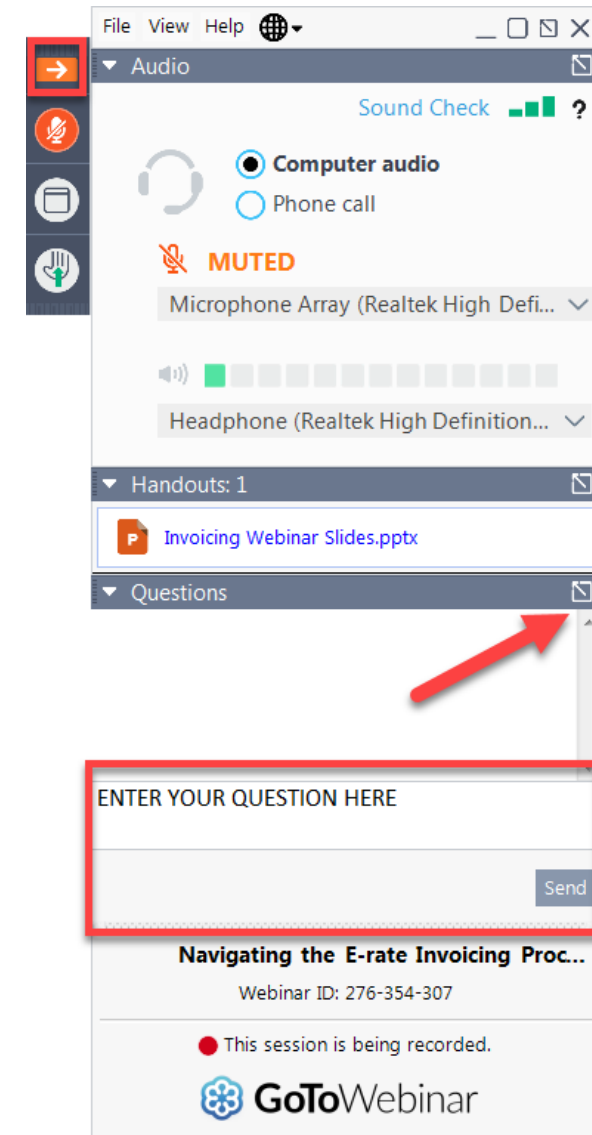 File View Help
Audio
Sound Check ?
Computer audio
Phone call
MUTED
Microphone Array (Realtek High Defi...
Headphone (Realtek High Definition...
Handouts: 1
P Invoicing Webinar Slides.pptx
Questions
ENTER YOUR QUESTION HERE
Send
Navigating the E-rate Invoicing Proc...
Webinar ID: 276-354-307
This session is being recorded.
GoToWebinar